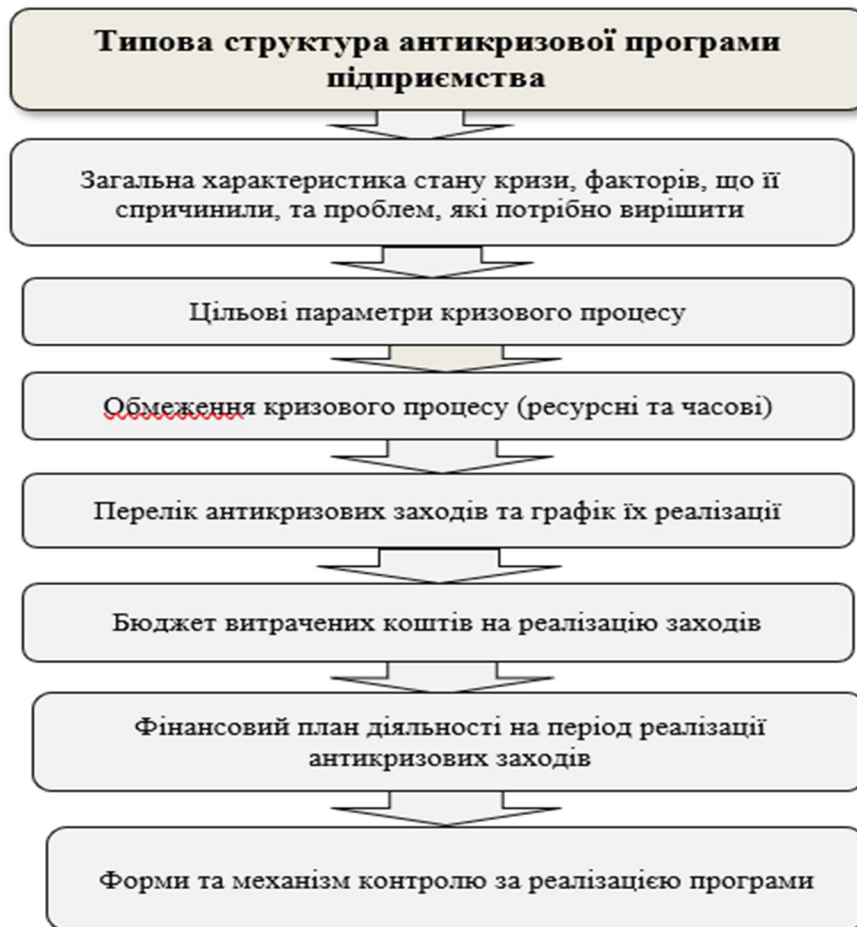 Типова структура антикризової програми
підприємства
Загальна характеристика стану кризи, факторів, що її
спричинили, та проблем, які потрібно вирішити
Цільові параметри кризового процесу
Обмеження кризового процесу (ресурсні та часові)
Перелік антикризових заходів та графік їх реалізації
Бюджет витрачених коштів на реалізацію заходів
Фінансовий план діяльності на період реалізації
антикризових заходів
Форми та механізм контролю за реалізацією програми